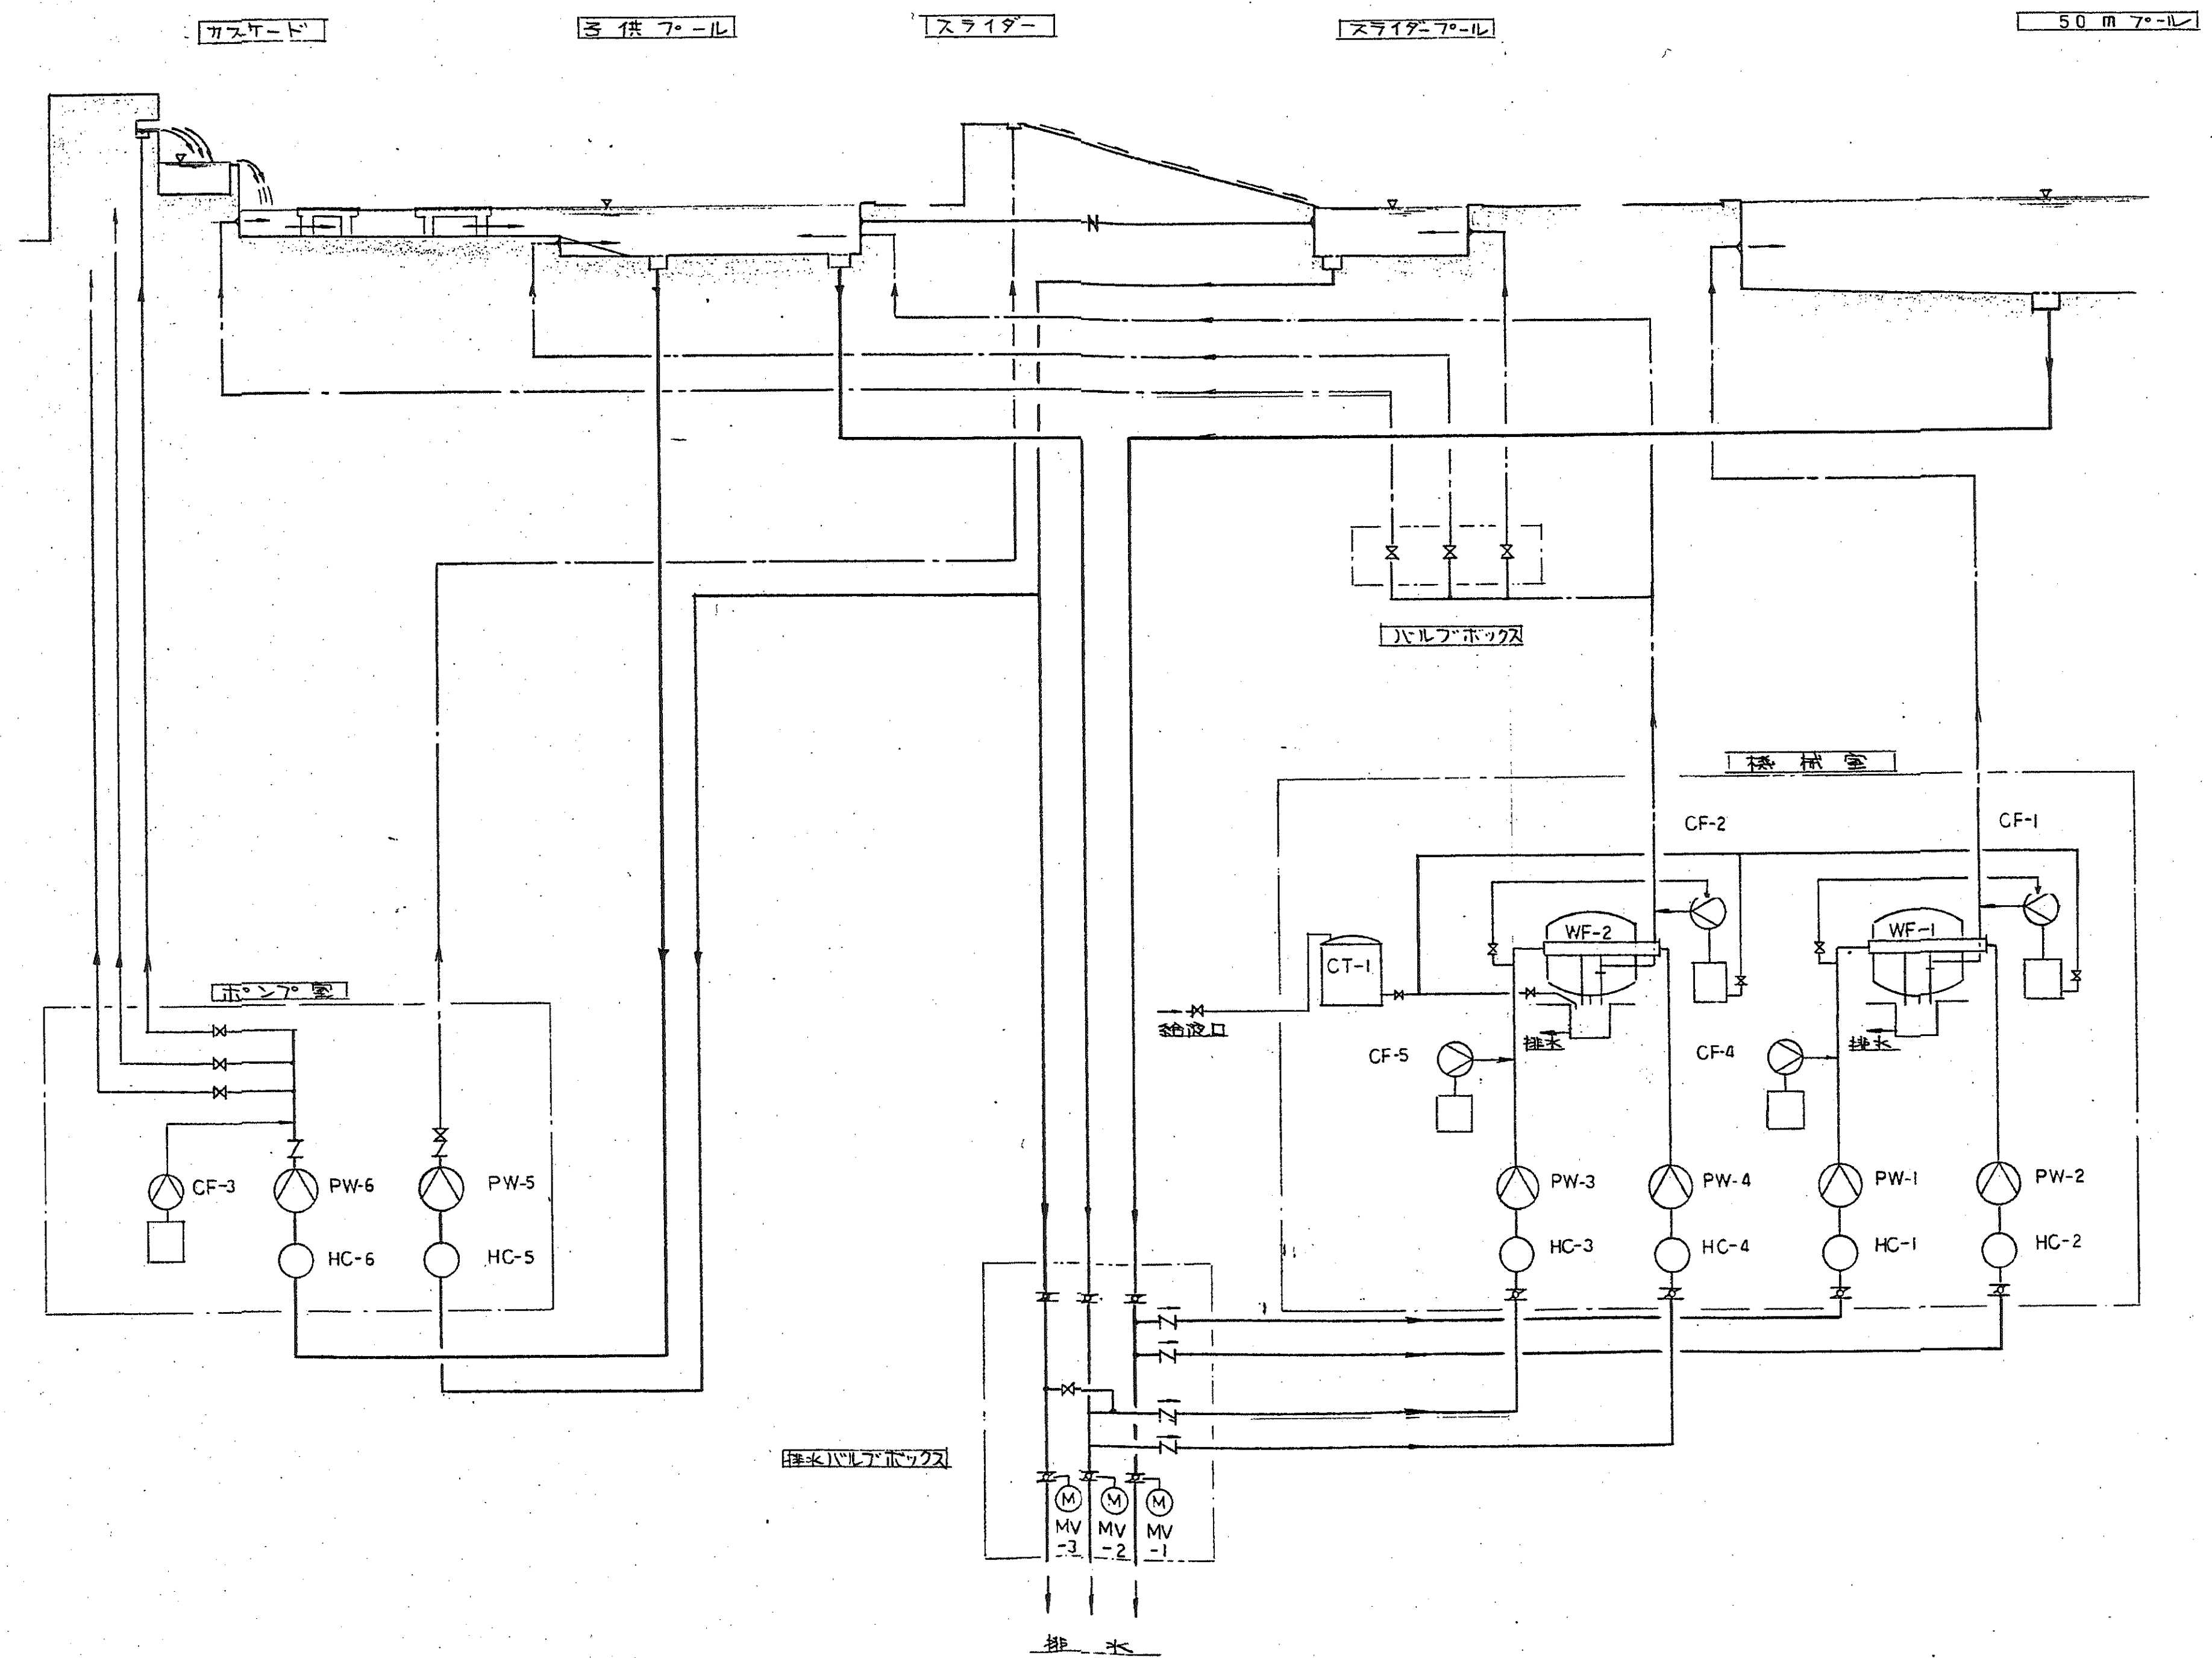 カスケード
子供プール
スライダー
スライダープール
50mプール
バルブボックス
機械室
CF-2
CF-1
WF-2
WF-1
CT-1
ポンプ室
給液口
排水
排水
CF-5
CF-4
CF-3
PW-6
PW-5
PW-3
PW-4
PW-1
PW-2
HC-6
HC-5
HC-3
HC-4
HC-1
HC-2
排水バルブボックス
M
M
M
MV
-3
MV
-2
MV
-1
排水